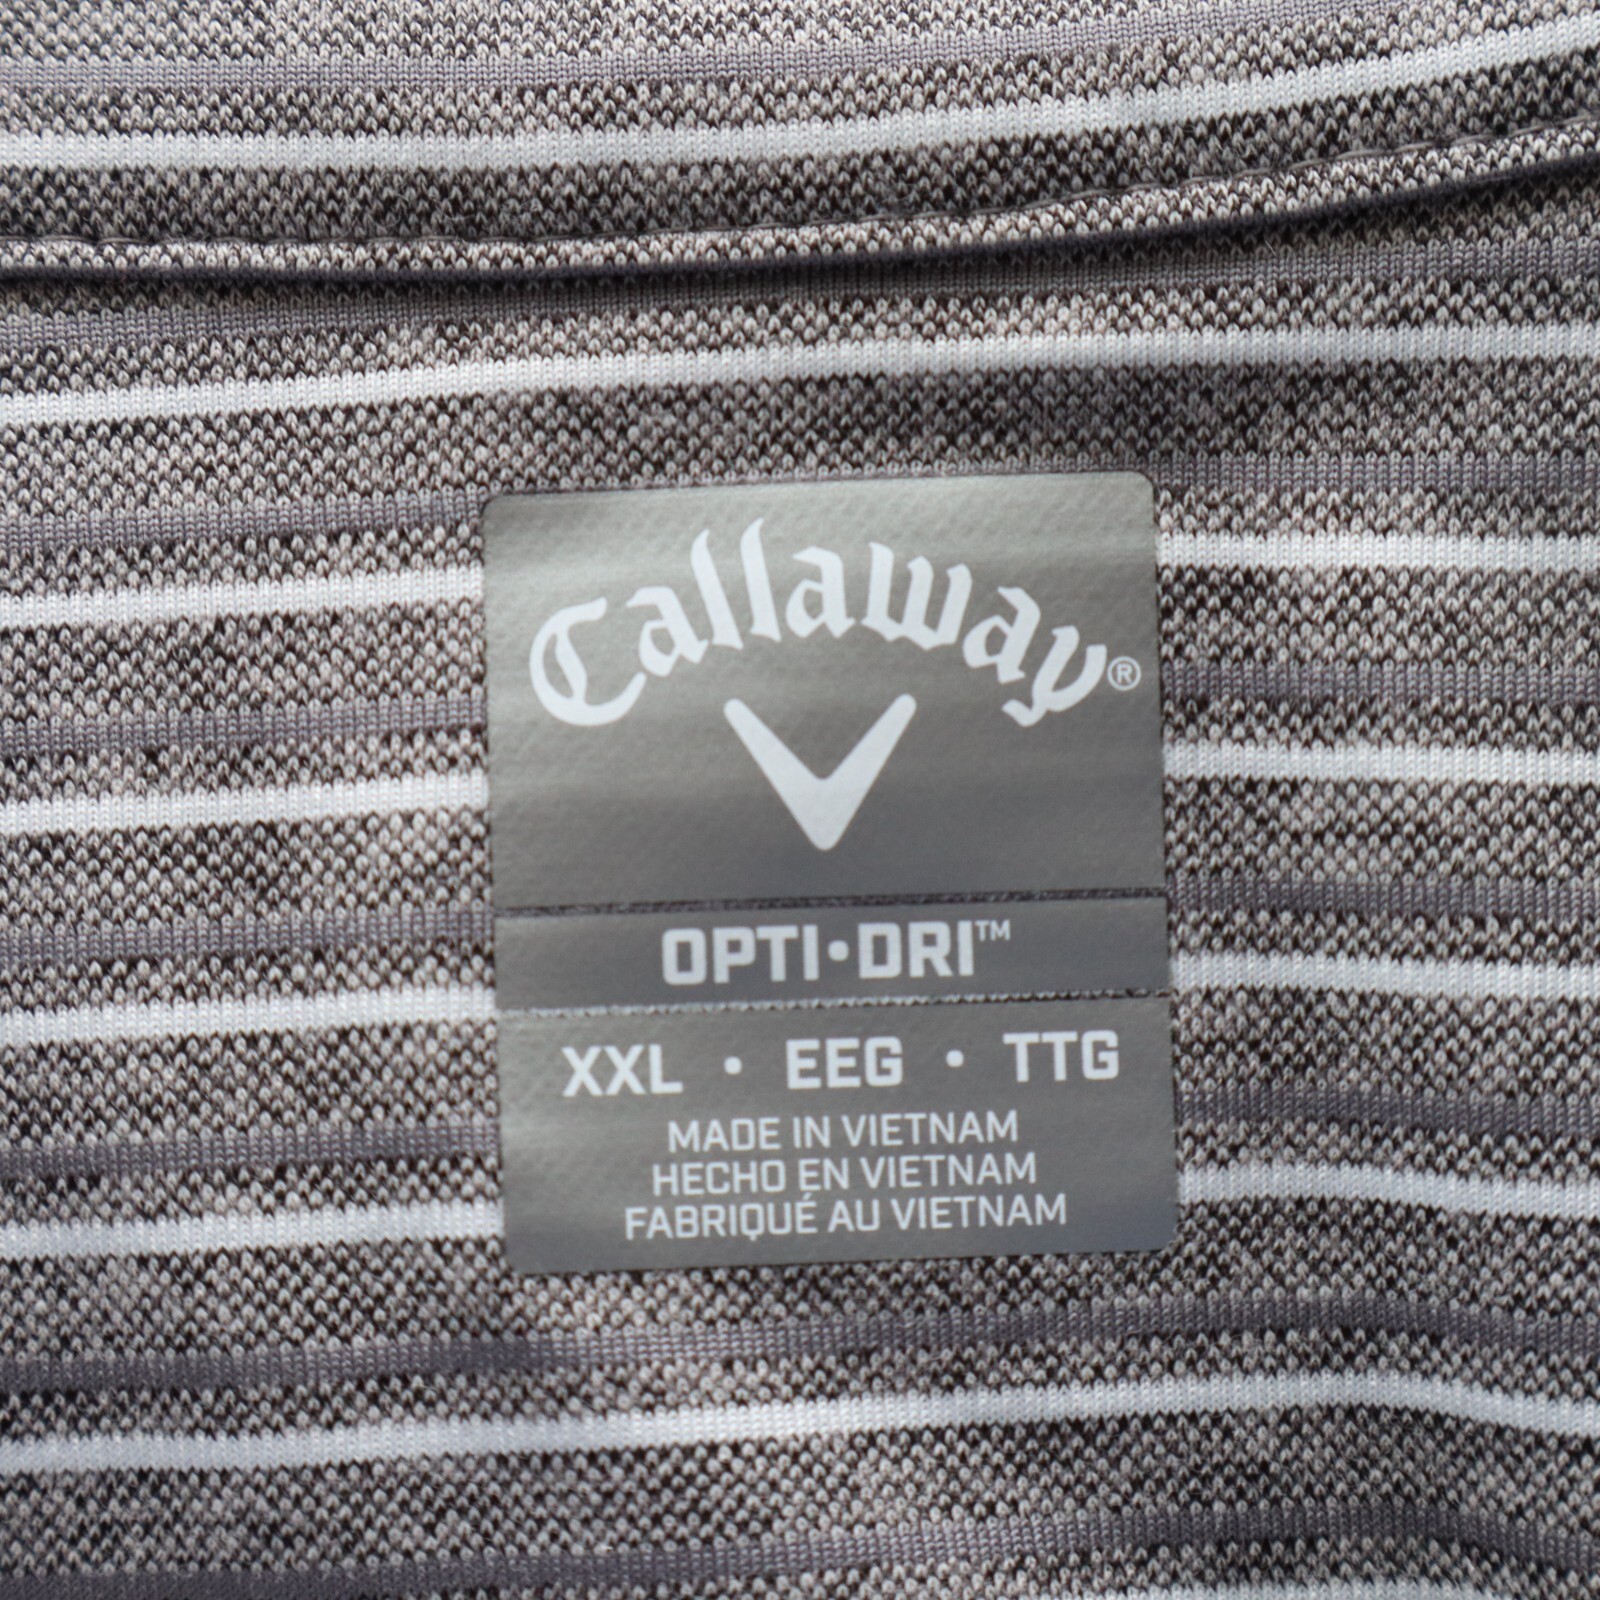 Callaway®
OPTI•DRI™
XXL • EEG • TTG
MADE IN VIETNAM
HECHO EN VIETNAM
FABRIQUÉ AU VIETNAM